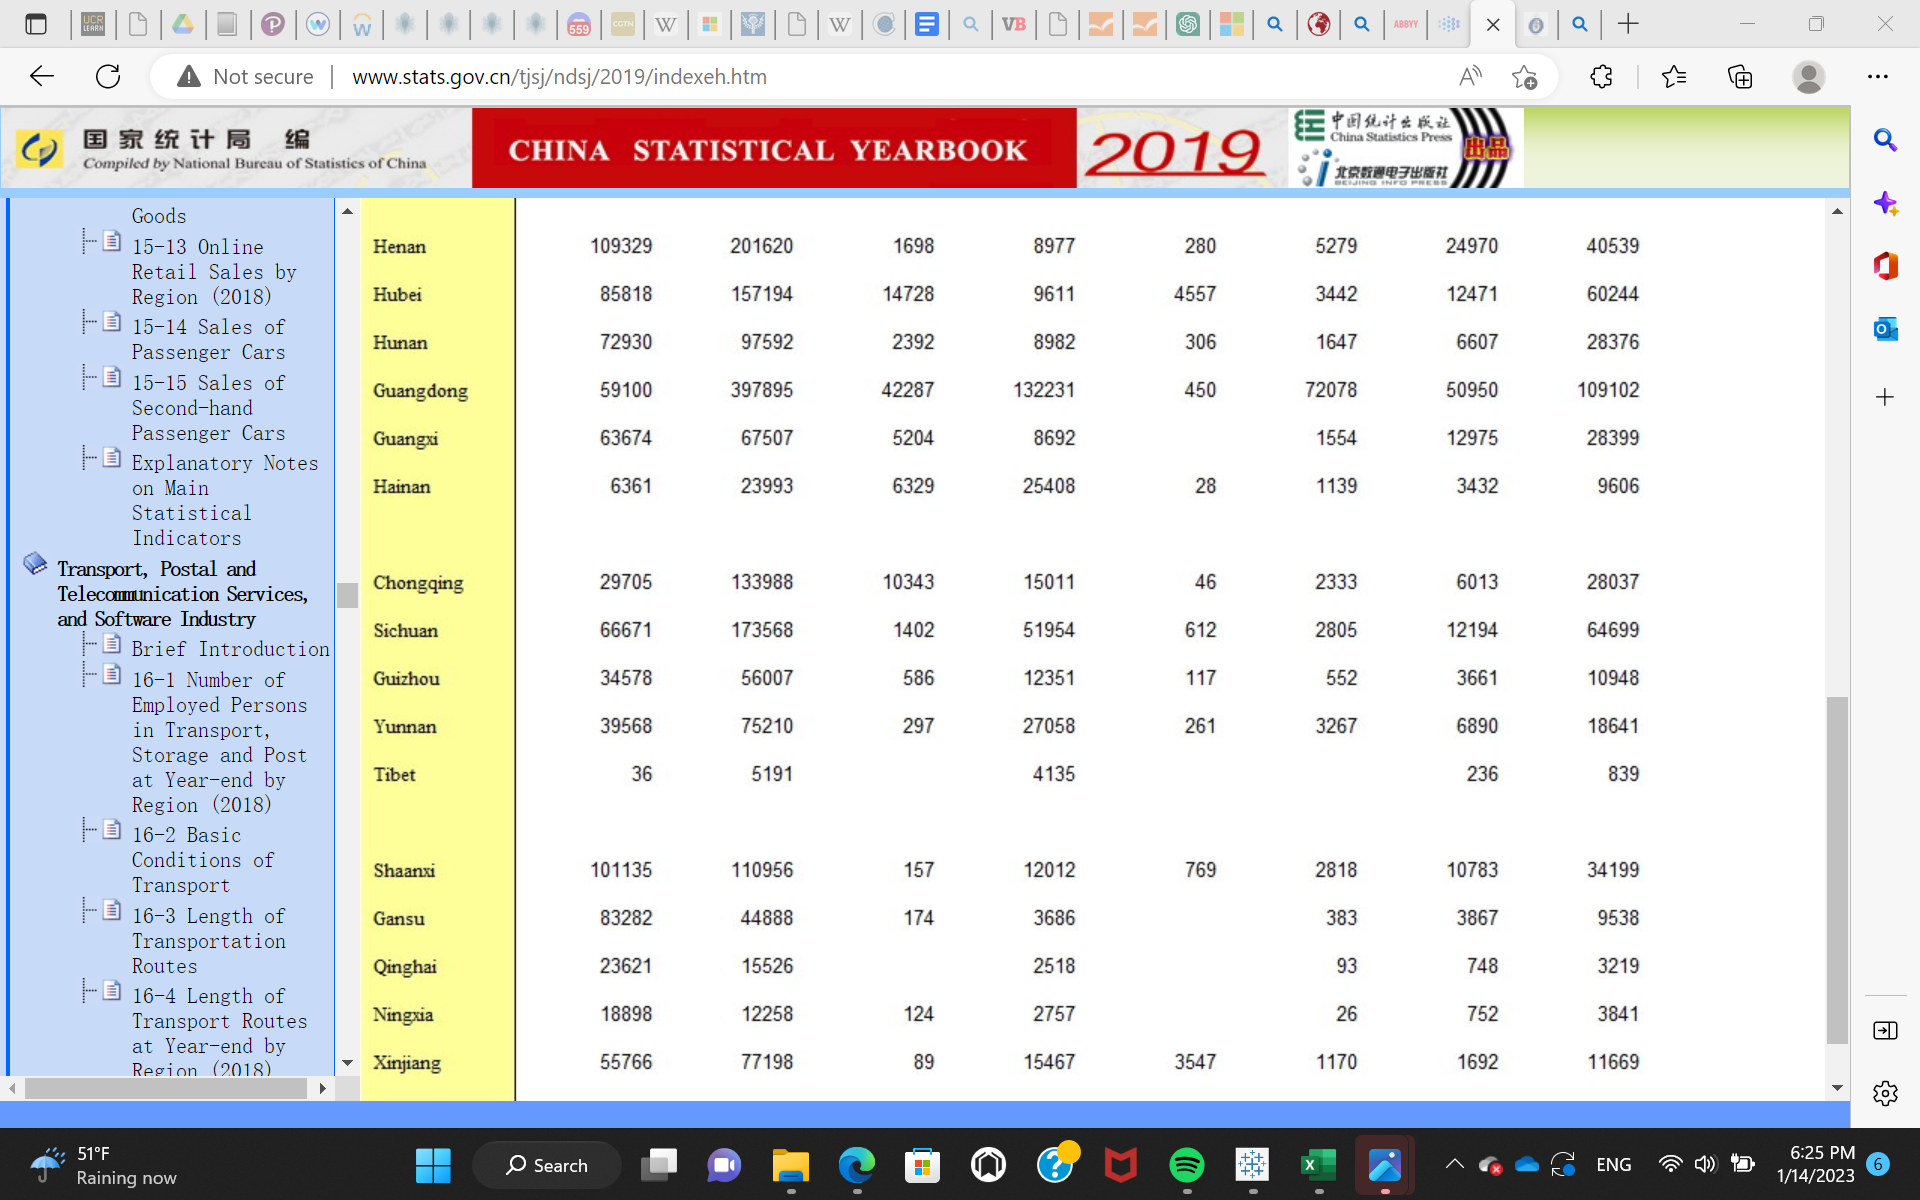 559
CGTN
W
W
VB
ABBYY
Not secure
www.stats.gov.cn/tjsj/ndsj/2019/indexeh.htm
国家统计局 编
Compiled by National Bureau of Statistics of China
CHINA STATISTICAL YEARBOOK
2019
中国统计出版社
China Statistics Press
北京数通电子出版社
BEIJING INFO PRESS
出品
Goods
15-13 Online
Retail Sales by
Region (2018)
15-14 Sales of
Passenger Cars
15-15 Sales of
Second-hand
Passenger Cars
Explanatory Notes
on Main
Statistical
Indicators
Transport, Postal and
Telecommunication Services,
and Software Industry
Brief Introduction
16-1 Number of
Employed Persons
in Transport,
Storage and Post
at Year-end by
Region (2018)
16-2 Basic
Conditions of
Transport
16-3 Length of
Transportation
Routes
16-4 Length of
Transport Routes
at Year-end by
Region (2018)
Henan 109329 201620 1698 8977 280 5279 24970 40539
Hubei 85818 157194 14728 9611 4557 3442 12471 60244
Hunan 72930 97592 2392 8982 306 1647 6607 28376
Guangdong 59100 397895 42287 132231 450 72078 50950 109102
Guangxi 63674 67507 5204 8692 1554 12975 28399
Hainan 6361 23993 6329 25408 28 1139 3432 9606
Chongqing 29705 133988 10343 15011 46 2333 6013 28037
Sichuan 66671 173568 1402 51954 612 2805 12194 64699
Guizhou 34578 56007 586 12351 117 552 3661 10948
Yunnan 39568 75210 297 27058 261 3267 6890 18641
Tibet 36 5191 4135 236 839
Shaanxi 101135 110956 157 12012 769 2818 10783 34199
Gansu 83282 44888 174 3686 383 3867 9538
Qinghai 23621 15526 2518 93 748 3219
Ningxia 18898 12258 124 2757 26 752 3841
Xinjiang 55766 77198 89 15467 3547 1170 1692 11669
51°F
Raining now
Search
ENG
6:25 PM
1/14/2023
6